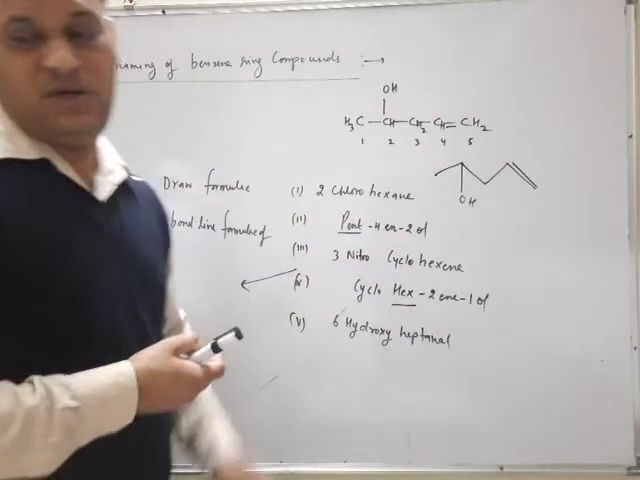 naming of benzene ring Compounds :→
OH
H3C—CH—CH2—CH=CH2
1 2 3 4 5
OH
Draw formulae
bond line formulae of
(i) 2 Chloro hexane
(ii) Pent-4 en-2 ol
(iii) 3 Nitro Cyclo hexene
(iv) Cyclo Hex-2 ene-1 ol
(v) 6 Hydroxy heptanal